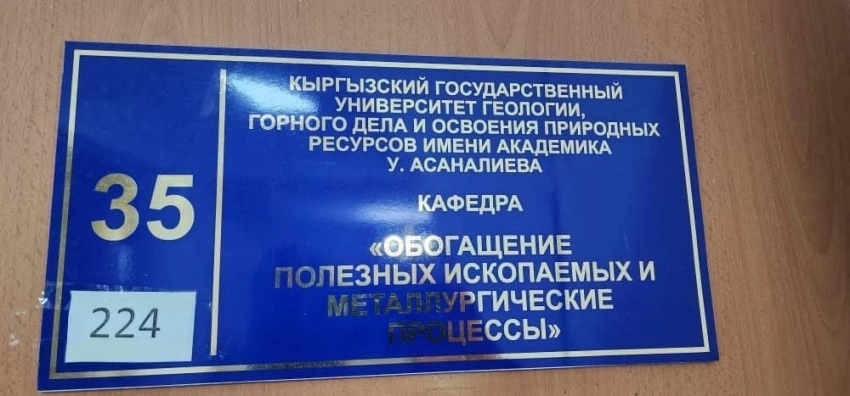 35
224
КЫРГЫЗСКИЙ ГОСУДАРСТВЕННЫЙ
УНИВЕРСИТЕТ ГЕОЛОГИИ,
ГОРНОГО ДЕЛА И ОСВОЕНИЯ ПРИРОДНЫХ
РЕСУРСОВ ИМЕНИ АКАДЕМИКА
У. АСАНАЛИЕВА
КАФЕДРА
«ОБОГАЩЕНИЕ
ПОЛЕЗНЫХ ИСКОПАЕМЫХ И
МЕТАЛЛУРГИЧЕСКИЕ
ПРОЦЕССЫ»